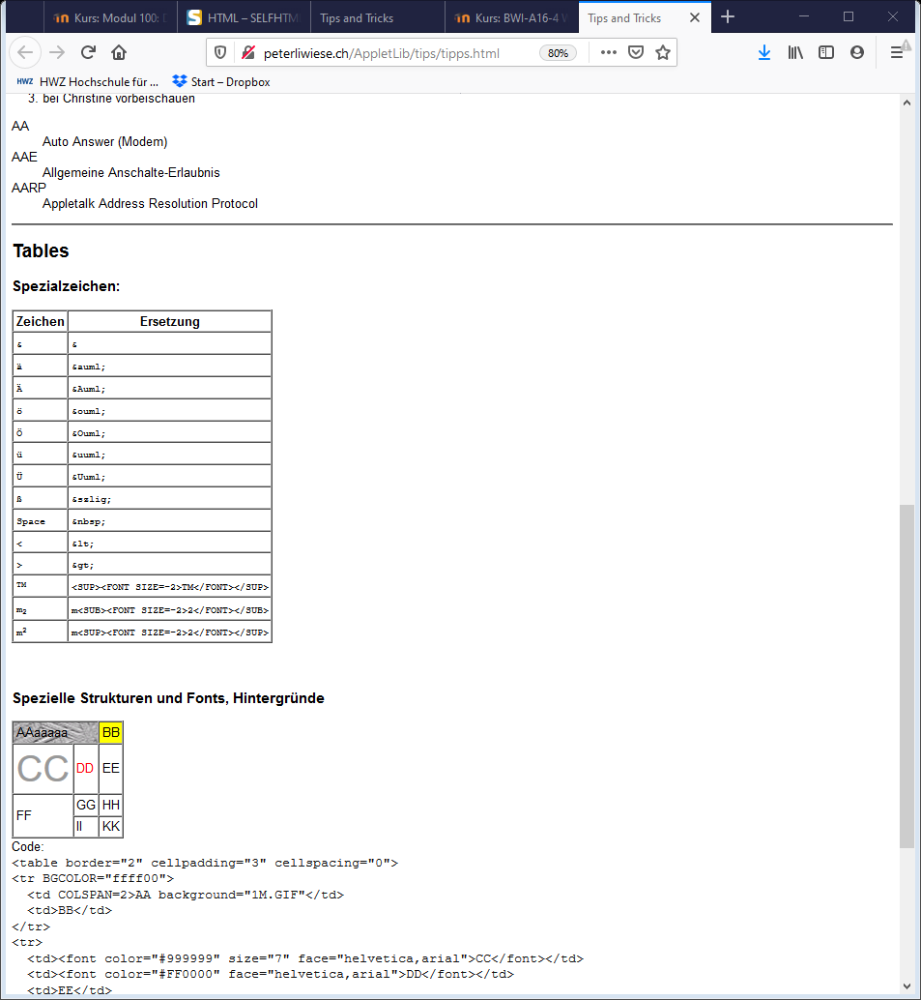 Kurs: Modul 100:
HTML – SELFHTM
Tips and Tricks
Kurs: BWI-A16-4
Tips and Tricks
peterliwiese.ch/AppletLib/tips/tipps.html 80%
HWZ HWZ Hochschule für ... Start – Dropbox
3. bei Christine vorbeischauen
AA
Auto Answer (Modem)
AAE
Allgemeine Anschalte-Erlaubnis
AARP
Appletalk Address Resolution Protocol
Tables
Spezialzeichen:
Zeichen Ersetzung
& &
ä &auml;
Ä &Auml;
ö &ouml;
Ö &Ouml;
ü &uuml;
Ü &Uuml;
ß &szlig;
Space &nbsp;
< &lt;
> &gt;
TM <SUP><FONT SIZE=-2>TM</FONT></SUP>
m2 m<SUB><FONT SIZE=-2>2</FONT></SUB>
m2 m<SUP><FONT SIZE=-2>2</FONT></SUP>
Spezielle Strukturen und Fonts, Hintergründe
AAaaaaa BB
CC DD EE
FF GG HH
II KK
Code:
<table border="2" cellpadding="3" cellspacing="0">
<tr BGCOLOR="ffff00">
<td COLSPAN=2>AA background="1M.GIF"</td>
<td>BB</td>
</tr>
<tr>
<td><font color="#999999" size="7" face="helvetica,arial">CC</font></td>
<td><font color="#FF0000" face="helvetica,arial">DD</font></td>
<td>EE</td>